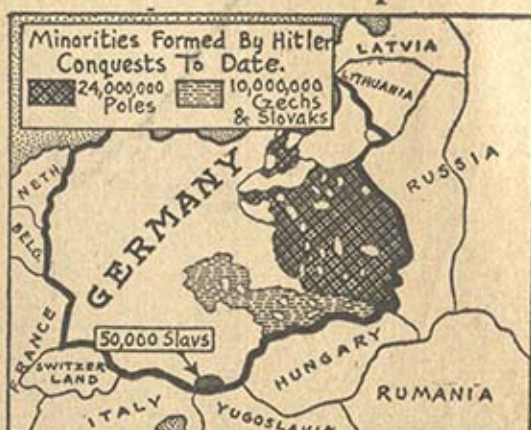 Minorities Formed By Hitler
Conquests To Date.
24,000,000
Poles
10,000,000
Czechs
& Slovaks
LATVIA
LITHUANIA
RUSSIA
NETH.
BELG.
GERMANY
FRANCE
50,000 Slavs
SWITZER
LAND
HUNGARY
RUMANIA
ITALY
YUGOSLAVIA